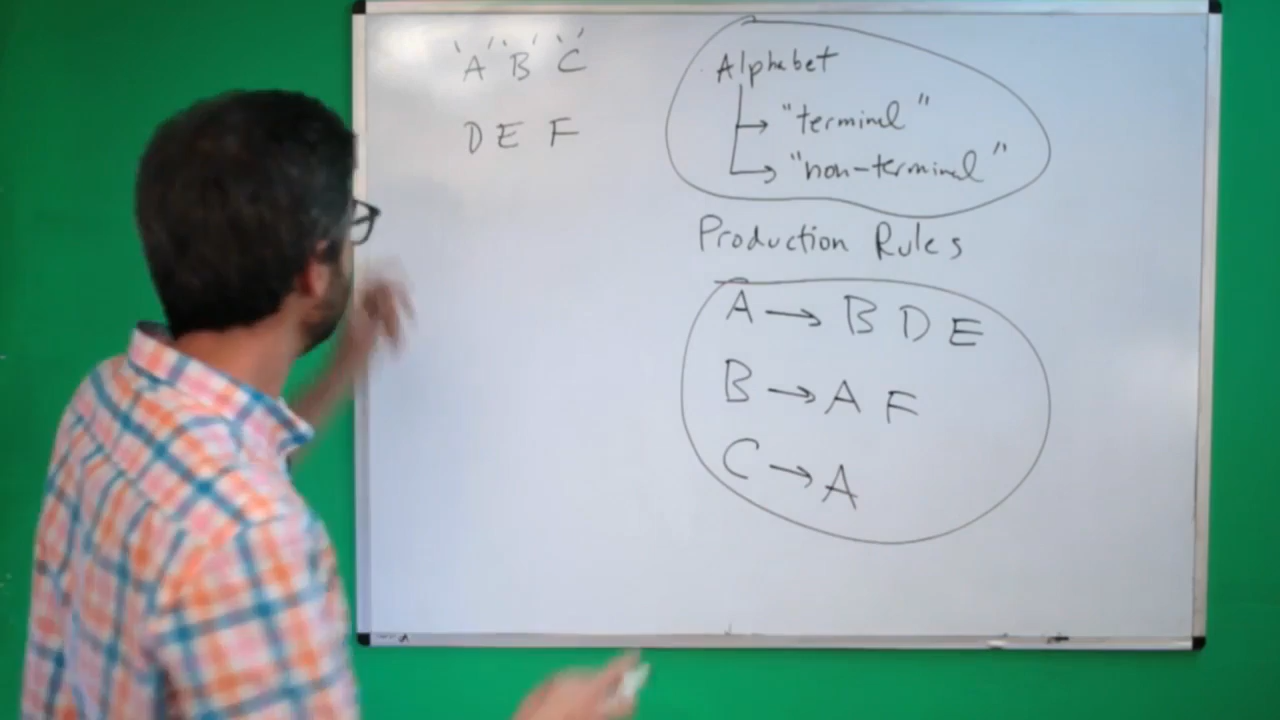 'A' 'B' 'C'
D E F
Alphabet
→ "terminal"
→ "non-terminal"
Production Rules
A → B D E
B → A F
C → A